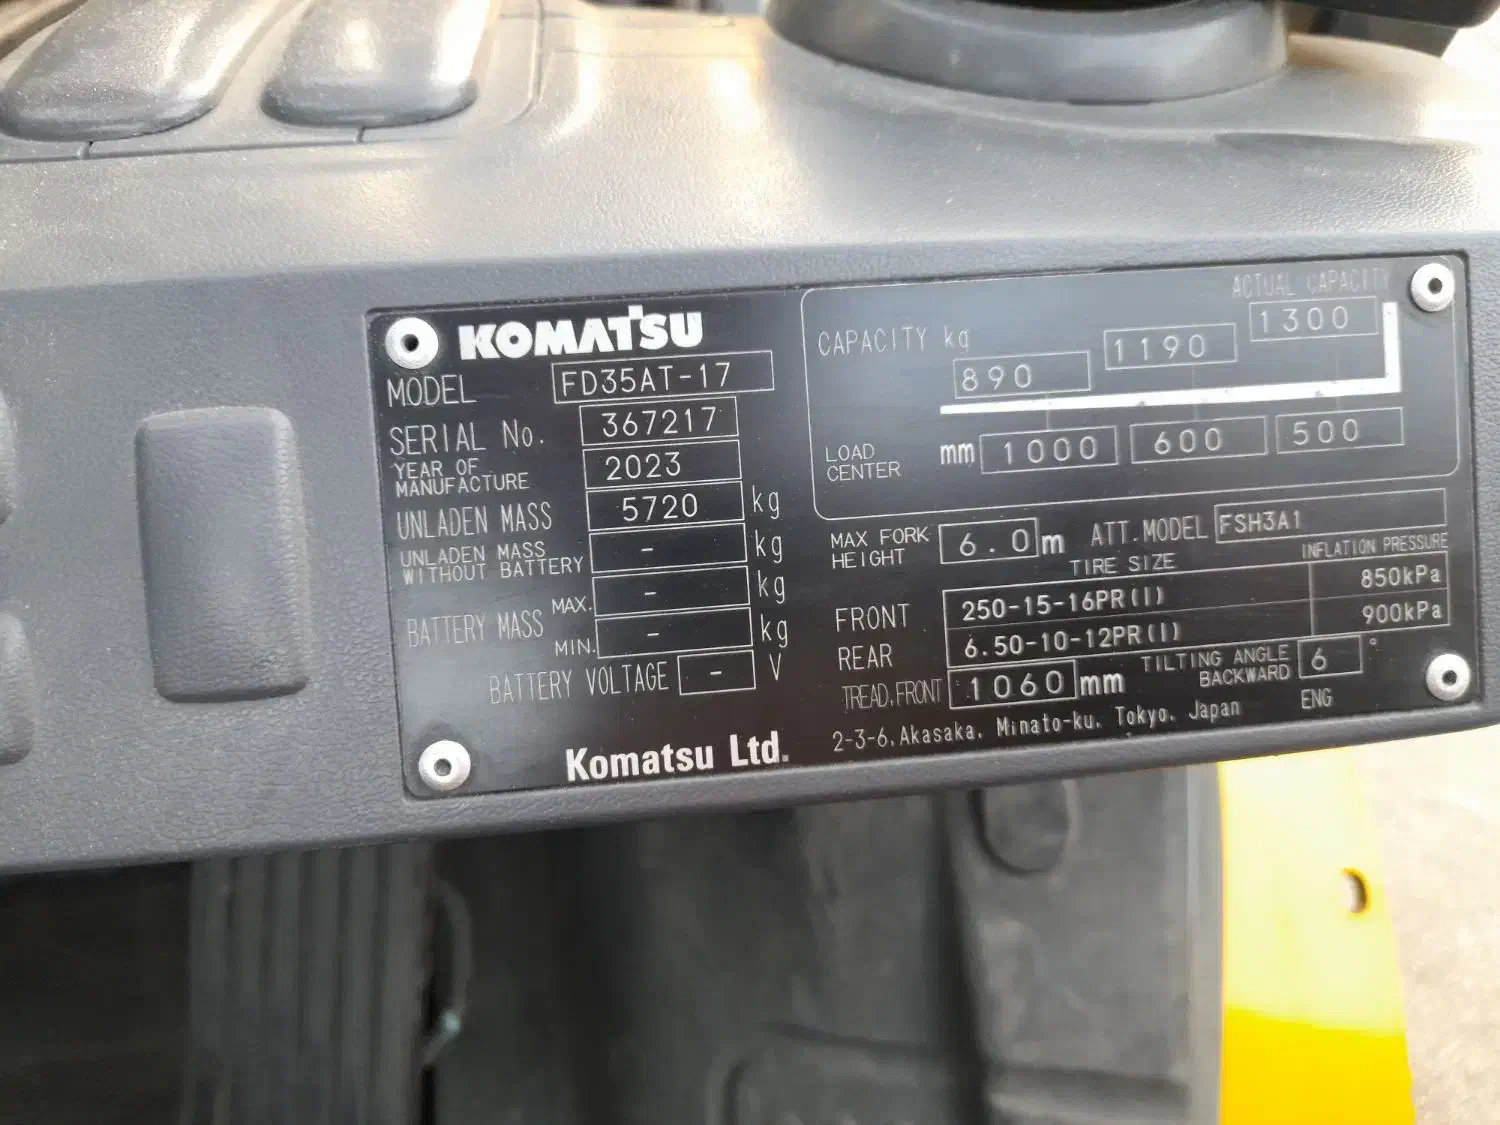 KOMATSU
MODEL FD35AT-17
SERIAL No. 367217
YEAR OF
MANUFACTURE 2023
UNLADEN MASS 5720 kg
UNLADEN MASS
WITHOUT BATTERY - kg
BATTERY MASS MAX. - kg
MIN. - kg
BATTERY VOLTAGE - V
Komatsu Ltd.
ACTUAL CAPACITY
CAPACITY kg 890 1190 1300
LOAD
CENTER mm 1000 600 500
MAX FORK
HEIGHT 6.0 m ATT. MODEL FSH3A1
TIRE SIZE INFLATION PRESSURE
FRONT 250-15-16PR(I) 850kPa
REAR 6.50-10-12PR(I) 900kPa
TREAD, FRONT 1060 mm TILTING ANGLE
BACKWARD 6 °
2-3-6, Akasaka, Minato-ku, Tokyo, Japan ENG